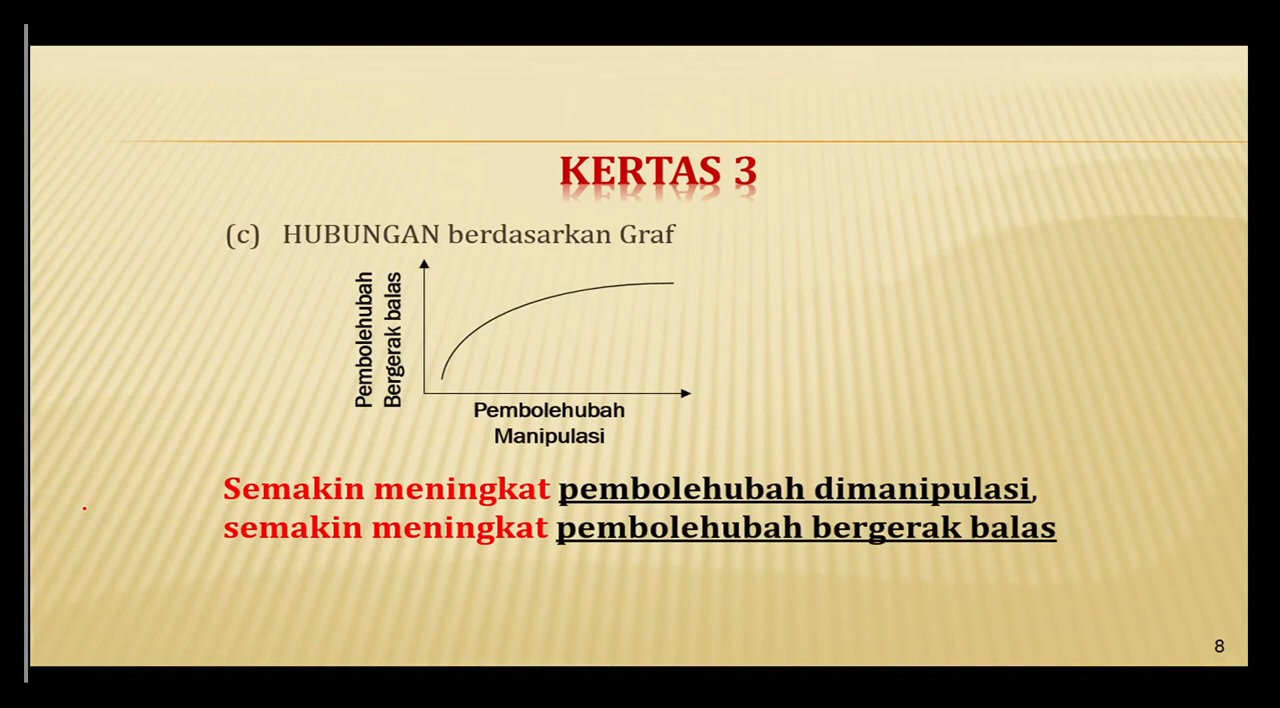 KERTAS 3
(c) HUBUNGAN berdasarkan Graf
Pembolehubah
Bergerak balas
Pembolehubah
Manipulasi
Semakin meningkat pembolehubah dimanipulasi,
semakin meningkat pembolehubah bergerak balas
8